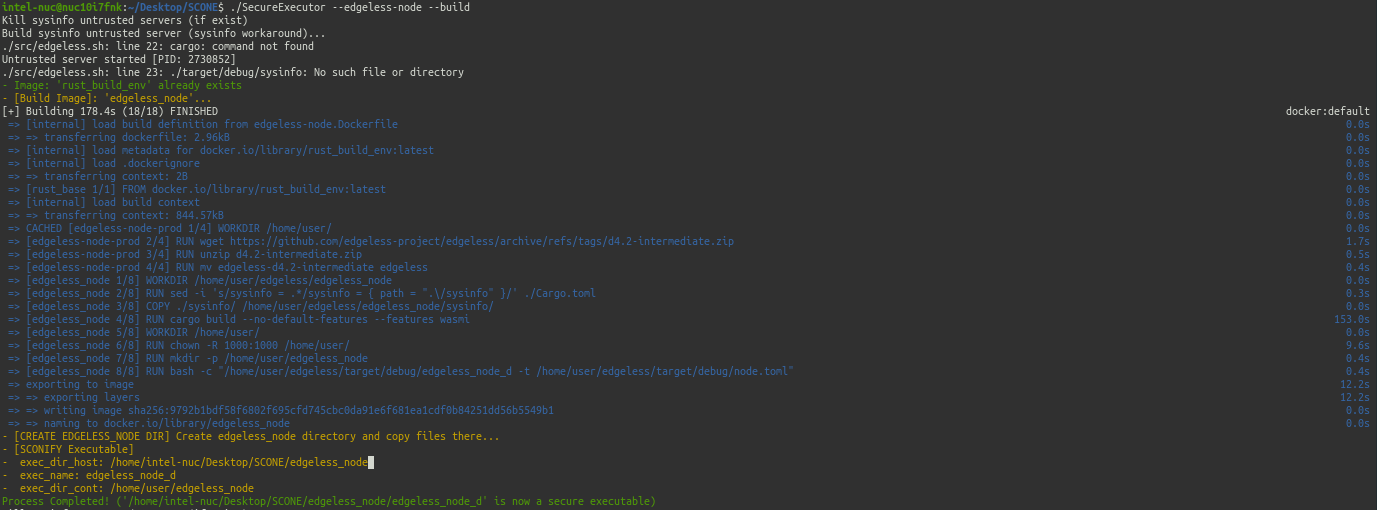 intel-nuc@nuc10i7fnk:~/Desktop/SCONE$ ./SecureExecutor --edgeless-node --build
Kill sysinfo untrusted servers (if exist)
Build sysinfo untrusted server (sysinfo workaround)...
./src/edgeless.sh: line 22: cargo: command not found
Untrusted server started [PID: 2730852]
./src/edgeless.sh: line 23: ./target/debug/sysinfo: No such file or directory
- Image: 'rust_build_env' already exists
- [Build Image]: 'edgeless_node'...
[+] Building 178.4s (18/18) FINISHED docker:default
=> [internal] load build definition from edgeless-node.Dockerfile 0.0s
=> => transferring dockerfile: 2.96kB 0.0s
=> [internal] load metadata for docker.io/library/rust_build_env:latest 0.0s
=> [internal] load .dockerignore 0.0s
=> => transferring context: 2B 0.0s
=> [rust_base 1/1] FROM docker.io/library/rust_build_env:latest 0.0s
=> [internal] load build context 0.0s
=> => transferring context: 844.57kB 0.0s
=> CACHED [edgeless-node-prod 1/4] WORKDIR /home/user/ 0.0s
=> [edgeless-node-prod 2/4] RUN wget https://github.com/edgeless-project/edgeless/archive/refs/tags/d4.2-intermediate.zip 1.7s
=> [edgeless-node-prod 3/4] RUN unzip d4.2-intermediate.zip 0.5s
=> [edgeless-node-prod 4/4] RUN mv edgeless-d4.2-intermediate edgeless 0.4s
=> [edgeless_node 1/8] WORKDIR /home/user/edgeless/edgeless_node 0.0s
=> [edgeless_node 2/8] RUN sed -i 's/sysinfo = .*/sysinfo = { path = ".\/sysinfo" }/' ./Cargo.toml 0.3s
=> [edgeless_node 3/8] COPY ./sysinfo/ /home/user/edgeless/edgeless_node/sysinfo/ 0.0s
=> [edgeless_node 4/8] RUN cargo build --no-default-features --features wasmi 153.0s
=> [edgeless_node 5/8] WORKDIR /home/user/ 0.0s
=> [edgeless_node 6/8] RUN chown -R 1000:1000 /home/user/ 9.6s
=> [edgeless_node 7/8] RUN mkdir -p /home/user/edgeless_node 0.4s
=> [edgeless_node 8/8] RUN bash -c "/home/user/edgeless/target/debug/edgeless_node_d -t /home/user/edgeless/target/debug/node.toml" 0.4s
=> exporting to image 12.2s
=> => exporting layers 12.2s
=> => writing image sha256:9792b1bdf58f6802f695cfd745cbc0da91e6f681ea1cdf0b84251dd56b5549b1 0.0s
=> => naming to docker.io/library/edgeless_node 0.0s
- [CREATE EDGELESS_NODE DIR] Create edgeless_node directory and copy files there...
- [SCONIFY Executable]
-  exec_dir_host: /home/intel-nuc/Desktop/SCONE/edgeless_node
-  exec_name: edgeless_node_d
-  exec_dir_cont: /home/user/edgeless_node
Process Completed! ('/home/intel-nuc/Desktop/SCONE/edgeless_node/edgeless_node_d' is now a secure executable)